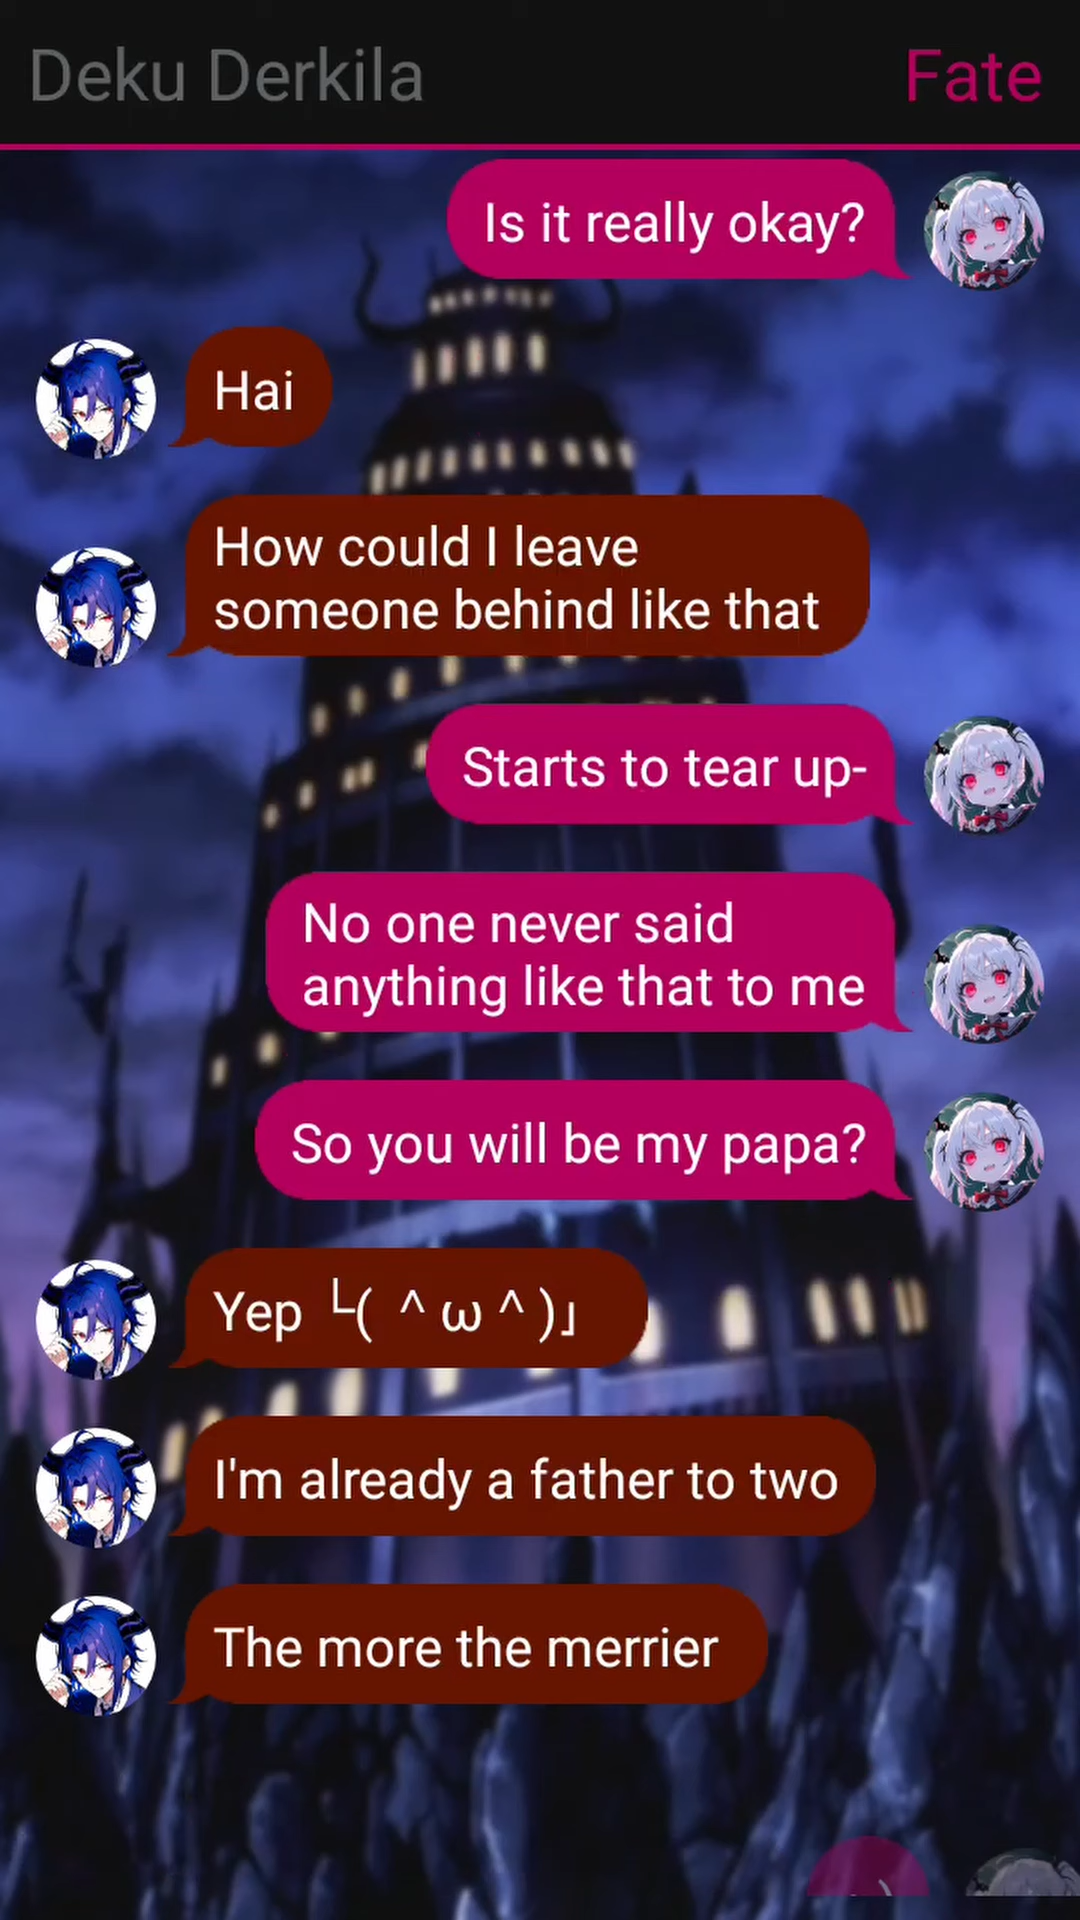 Deku Derkila
Fate
Is it really okay?
Hai
How could I leave
someone behind like that
Starts to tear up-
No one never said
anything like that to me
So you will be my papa?
Yep ╰( ＾ω＾)」
I'm already a father to two
The more the merrier